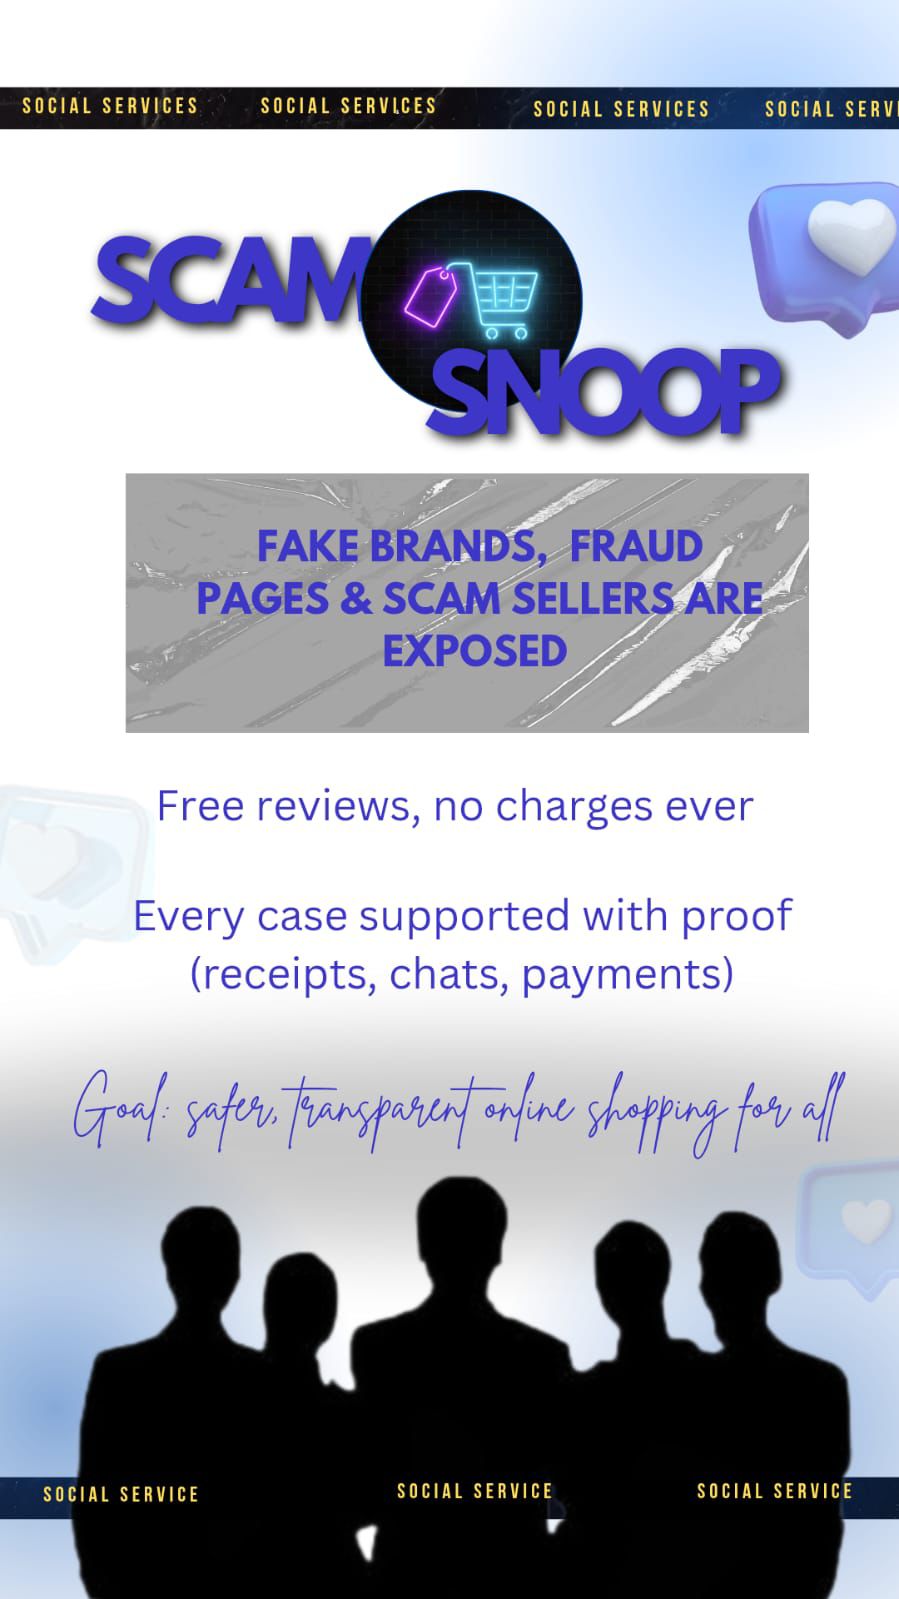 SOCIAL SERVICES SOCIAL SERVICES SOCIAL SERVICES SOCIAL SERVI
SCAM
SNOOP
FAKE BRANDS, FRAUD
PAGES & SCAM SELLERS ARE
EXPOSED
Free reviews, no charges ever
Every case supported with proof
(receipts, chats, payments)
Goal: safer, transparent online shopping for all
SOCIAL SERVICE SOCIAL SERVICE SOCIAL SERVICE